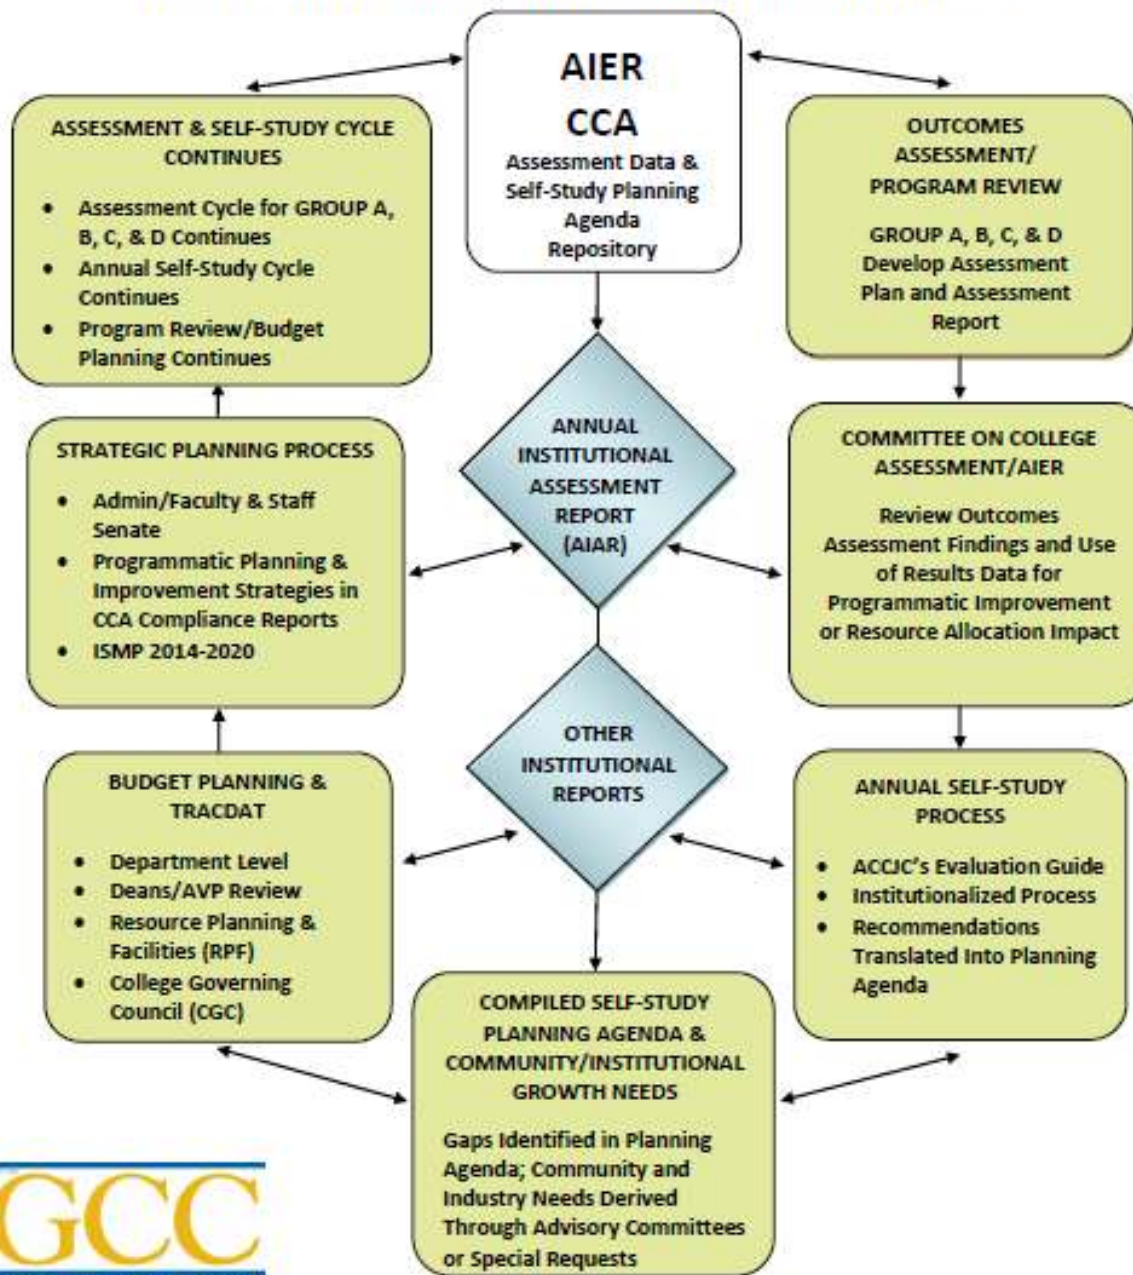 AIER
CCA
Assessment Data &
Self-Study Planning
Agenda
Repository
ASSESSMENT & SELF-STUDY CYCLE
CONTINUES
• Assessment Cycle for GROUP A,
B, C, & D Continues
• Annual Self-Study Cycle
Continues
• Program Review/Budget
Planning Continues
OUTCOMES
ASSESSMENT/
PROGRAM REVIEW
GROUP A, B, C, & D
Develop Assessment
Plan and Assessment
Report
STRATEGIC PLANNING PROCESS
• Admin/Faculty & Staff
Senate
• Programmatic Planning &
Improvement Strategies in
CCA Compliance Reports
• ISMP 2014-2020
ANNUAL
INSTITUTIONAL
ASSESSMENT
REPORT
(AIAR)
COMMITTEE ON COLLEGE
ASSESSMENT/AIER
Review Outcomes
Assessment Findings and Use
of Results Data for
Programmatic Improvement
or Resource Allocation Impact
BUDGET PLANNING &
TRACDAT
• Department Level
• Deans/AVP Review
• Resource Planning &
Facilities (RPF)
• College Governing
Council (CGC)
OTHER
INSTITUTIONAL
REPORTS
ANNUAL SELF-STUDY
PROCESS
• ACCJC's Evaluation Guide
• Institutionalized Process
• Recommendations
Translated Into Planning
Agenda
COMPILED SELF-STUDY
PLANNING AGENDA &
COMMUNITY/INSTITUTIONAL
GROWTH NEEDS
Gaps Identified in Planning
Agenda; Community and
Industry Needs Derived
Through Advisory Committees
or Special Requests
GCC